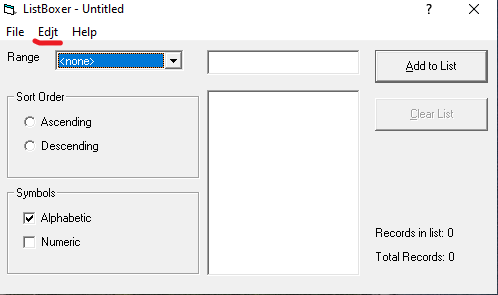 ListBoxer - Untitled
File Edjt Help
Range <none> Add to List
Sort Order
Ascending
Descending
Clear List
Symbols
Alphabetic
Numeric
Records in list: 0
Total Records: 0